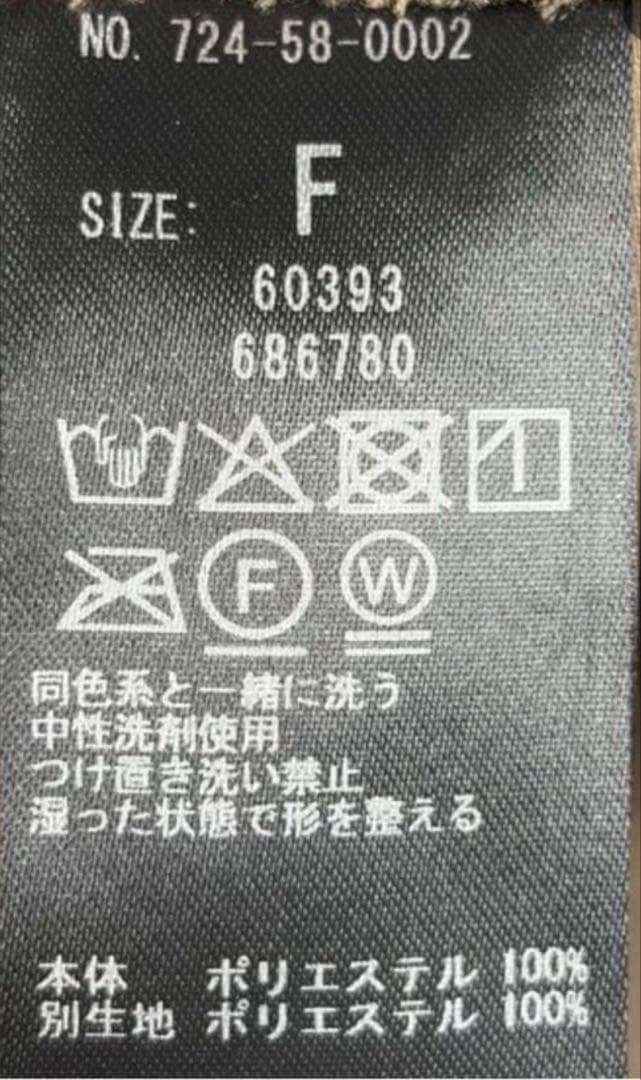 NO. 724-58-0002
SIZE: F
60393
686780
F W
同色系と一緒に洗う
中性洗剤使用
つけ置き洗い禁止
湿った状態で形を整える
本体 ポリエステル 100%
別生地 ポリエステル 100%